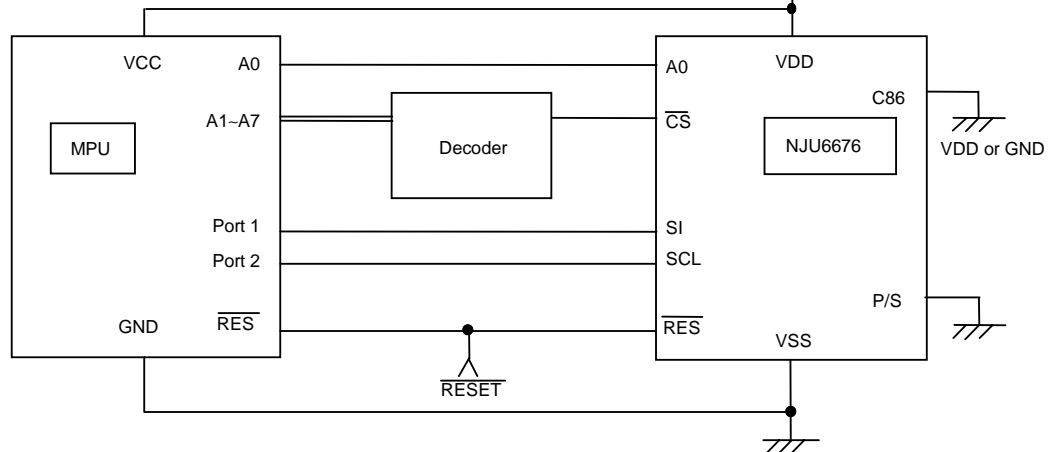 VCC
A0
A1~A7
MPU
Port 1
Port 2
GND
RES
Decoder
RESET
A0
VDD
C86
CS
NJU6676
VDD or GND
SI
SCL
P/S
RES
VSS